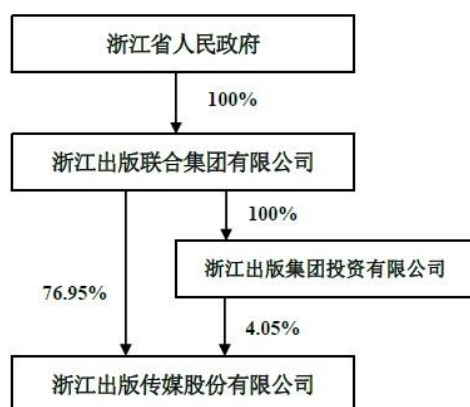 浙江省人民政府
100%
浙江出版联合集团有限公司
100%
浙江出版集团投资有限公司
76.95%
4.05%
浙江出版传媒股份有限公司